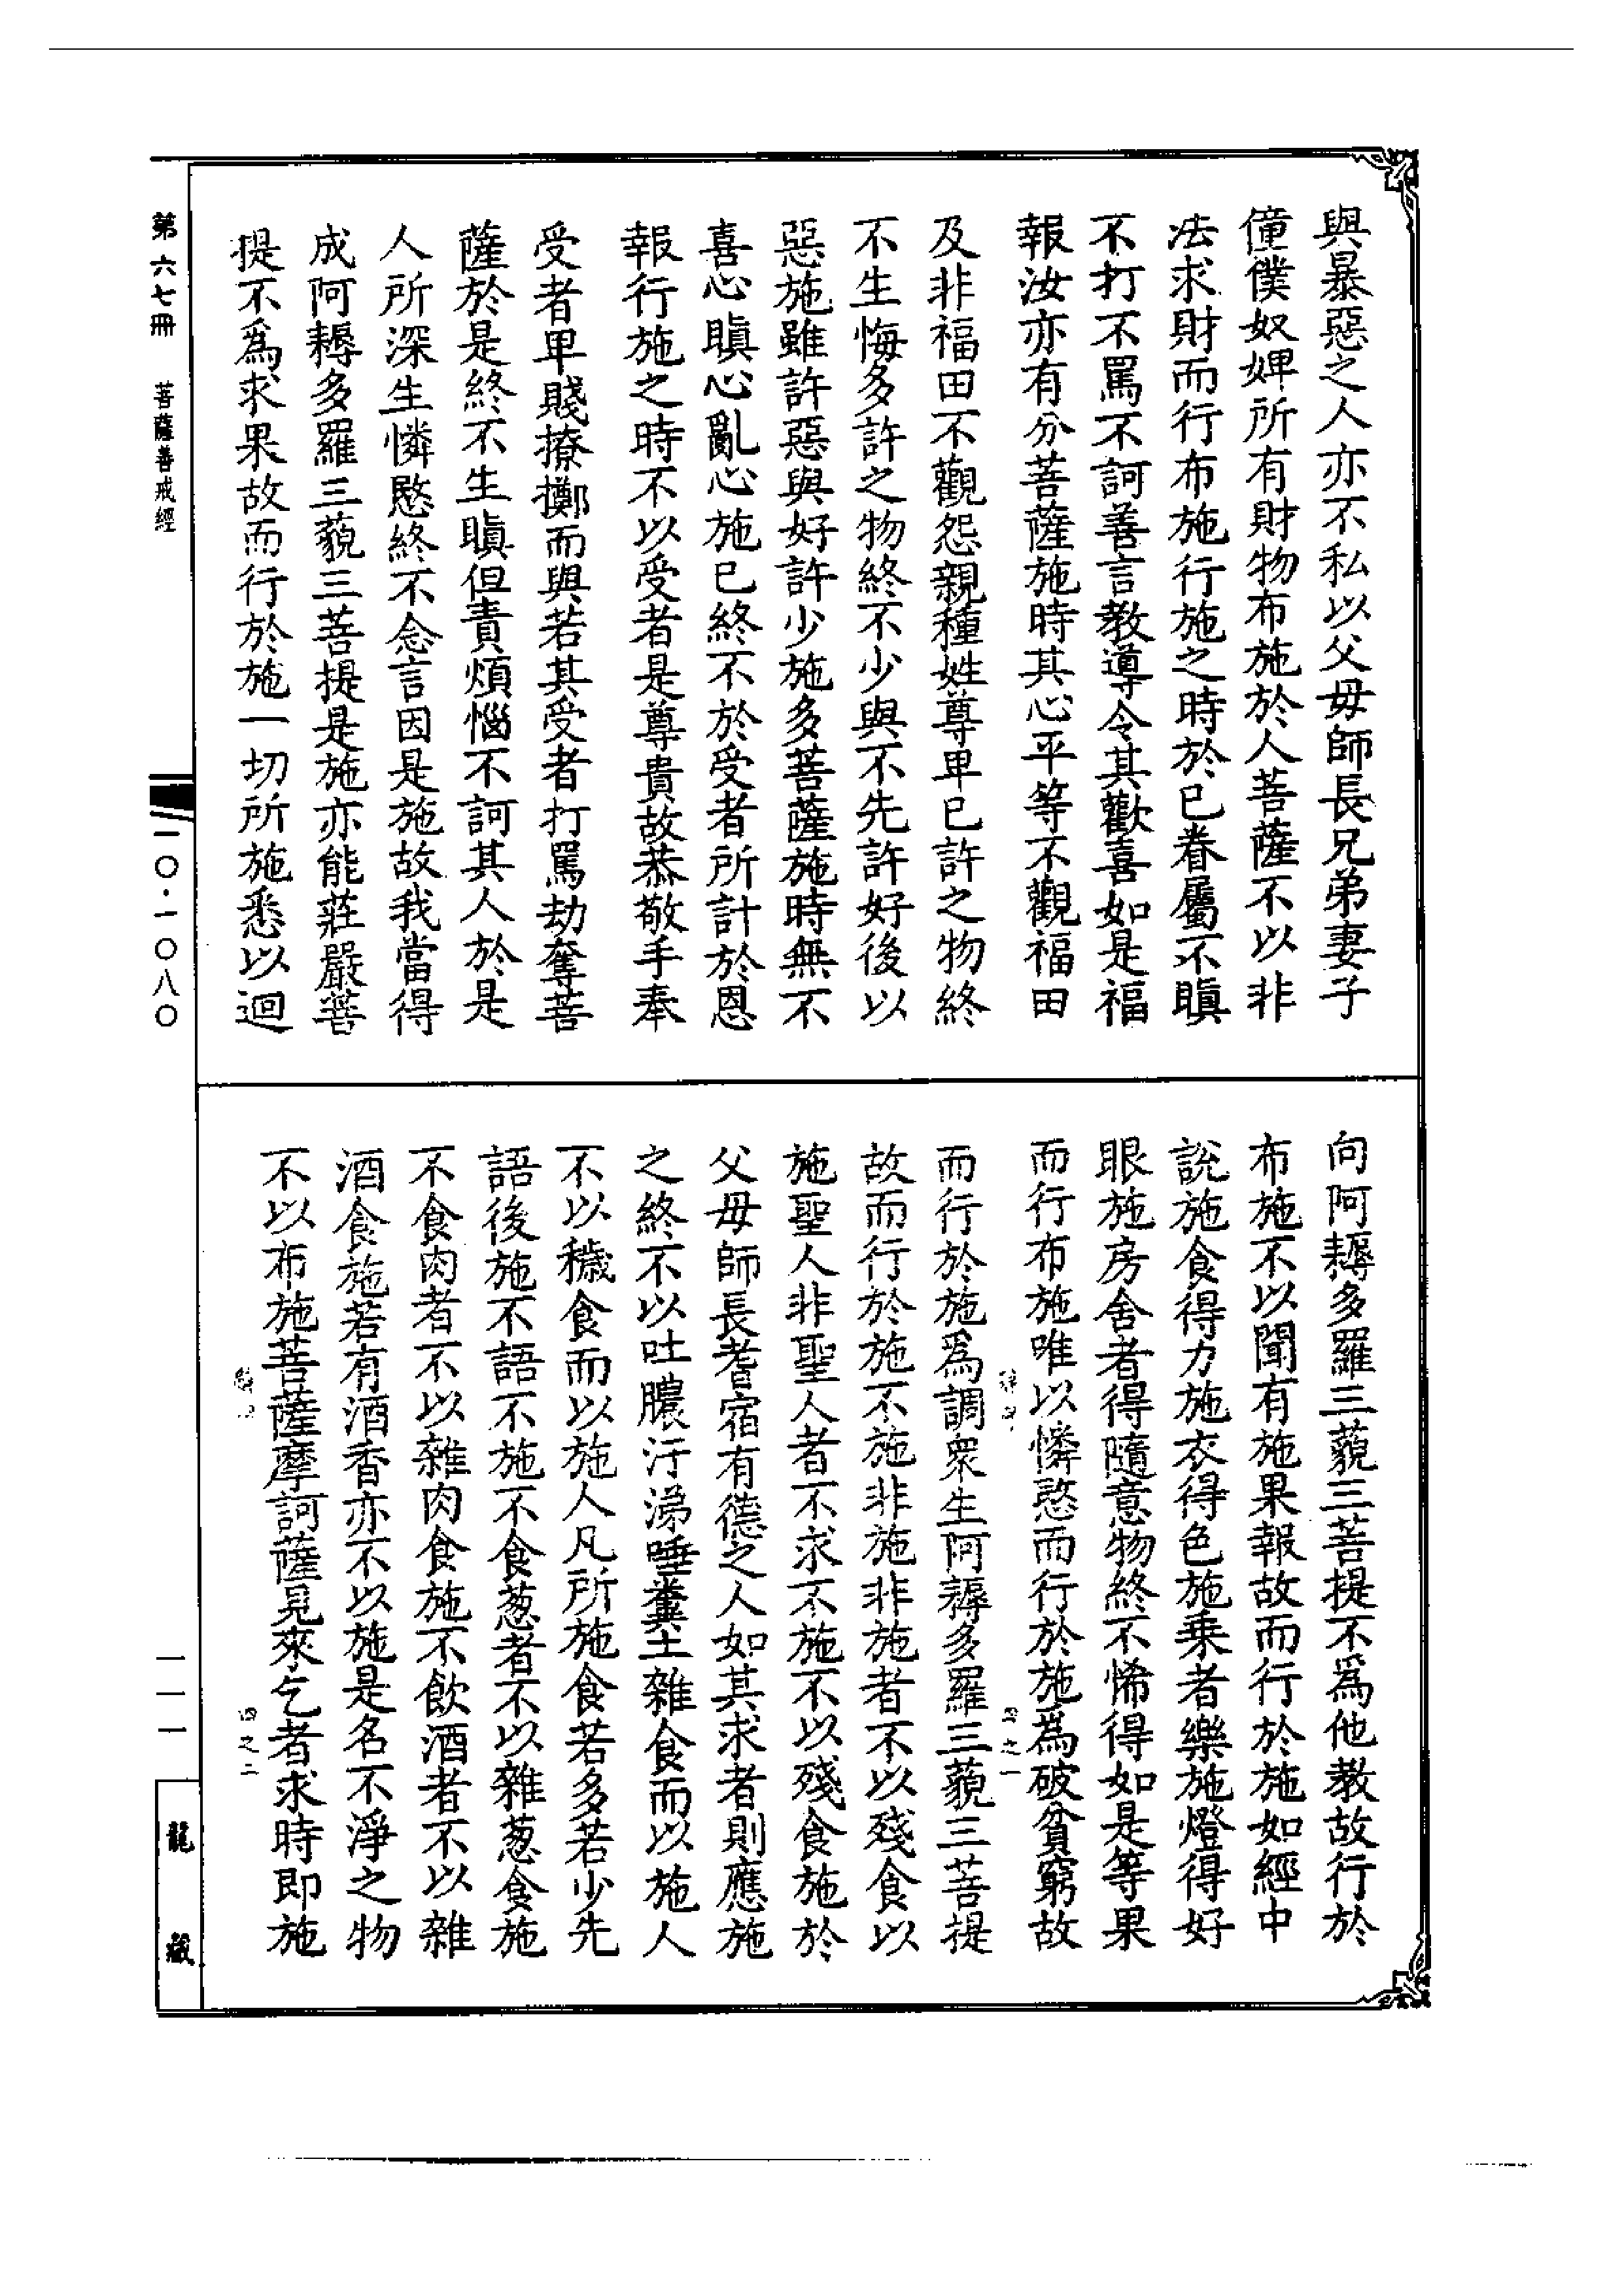 與暴惡之人亦不私以父母師長兄弟妻子
僮僕奴婢所有財物布施於人菩薩不以非
法求財而行布施行施之時於已眷屬不瞋
不打不罵不訶善言教導令其歡喜如是福
報汝亦有分菩薩施時其心平等不觀福田
及非福田不觀怨親種姓尊卑已許之物終
不生悔多許之物終不少與不先許好後以
惡施雖許惡與好許少施多菩薩施時無不
喜心瞋心亂心施已終不於受者所計於恩
報行施之時不以受者是尊貴故恭敬手奉
受者卑賤撩擲而與若其受者打罵劫奪菩
薩於是終不生瞋但責煩惱不訶其人於是
人所深生憐愍終不念言因是施故我當得
成阿耨多羅三藐三菩提是施亦能莊嚴菩
提不為求果故而行於施一切所施悉以迴
向阿耨多羅三藐三菩提不為他教故行於
布施不以聞有施果報故而行於施如經中
說施食得力施衣得色施乘者樂施燈得好
眼施房舍者得隨意物終不悕得如是等果
而行布施唯以憐愍而行於施為破貧窮故
四之一
而行於施為調眾生阿耨多羅三藐三菩提
故而行於施不施非施非施者不以殘食以
施聖人非聖人者不求不施不以殘食施於
父母師長耆宿有德之人如其求者則應施
之終不以吐膿汙涕唾糞土雜食而以施人
不以穢食而以施人凡所施食若多若少先
語後施不語不施不食葱者不以雜葱食施
不食肉者不以雜肉食施不飲酒者不以雜
酒食施若有酒香亦不以施是名不淨之物
不以布施菩薩摩訶薩見來乞者求時即施
四之二
第六七冊 菩薩善戒經
一〇·一〇八〇
一一一
龍藏